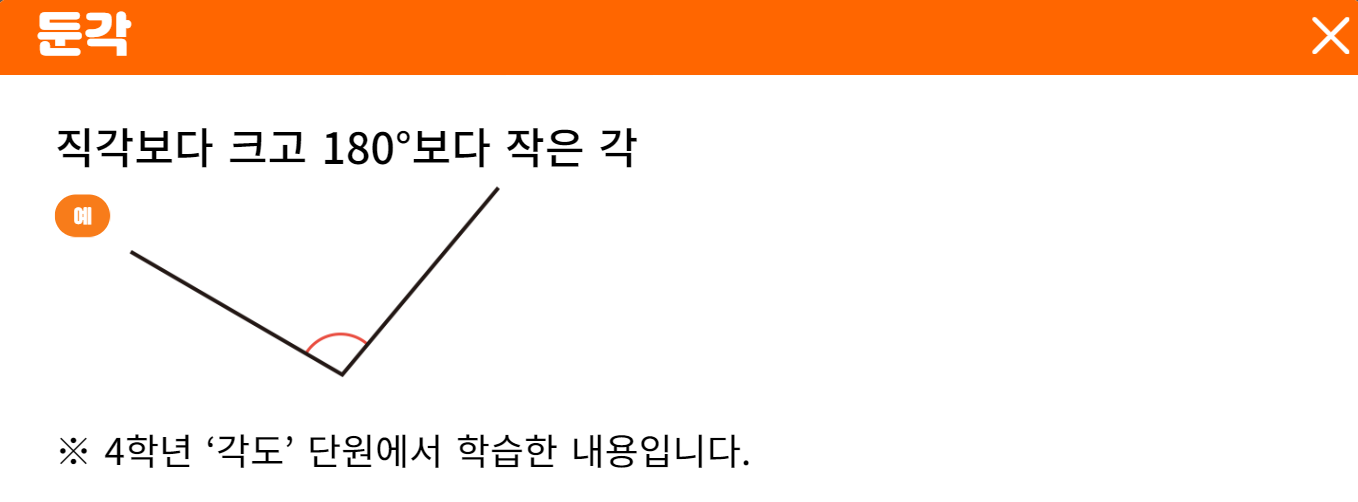 둔각
직각보다 크고 180°보다 작은 각
예
※ 4학년 ‘각도’ 단원에서 학습한 내용입니다.